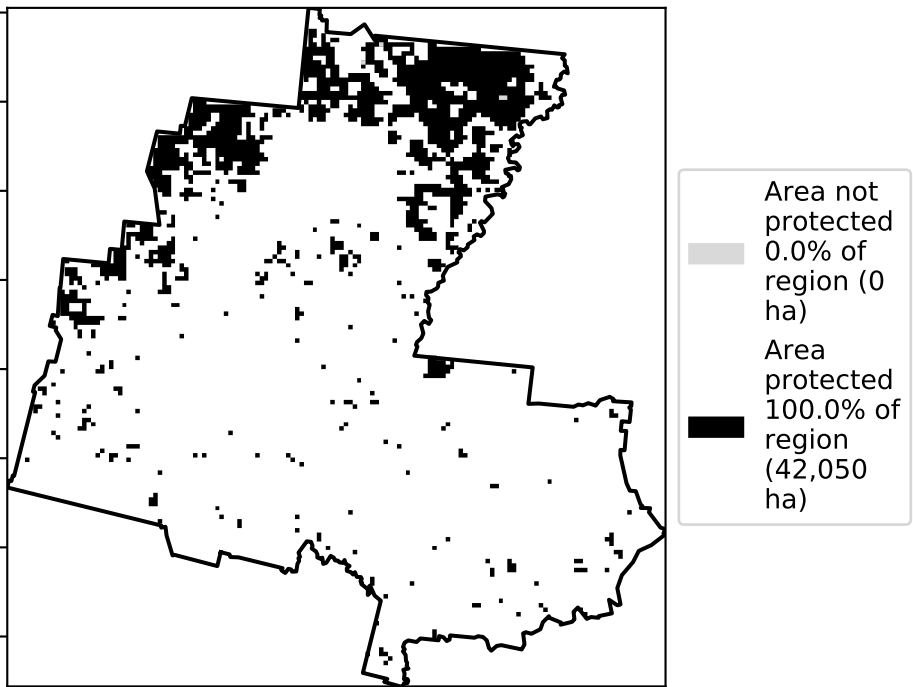 Area not
protected
0.0% of
region (0
ha)
Area
protected
100.0% of
region
(42,050
ha)